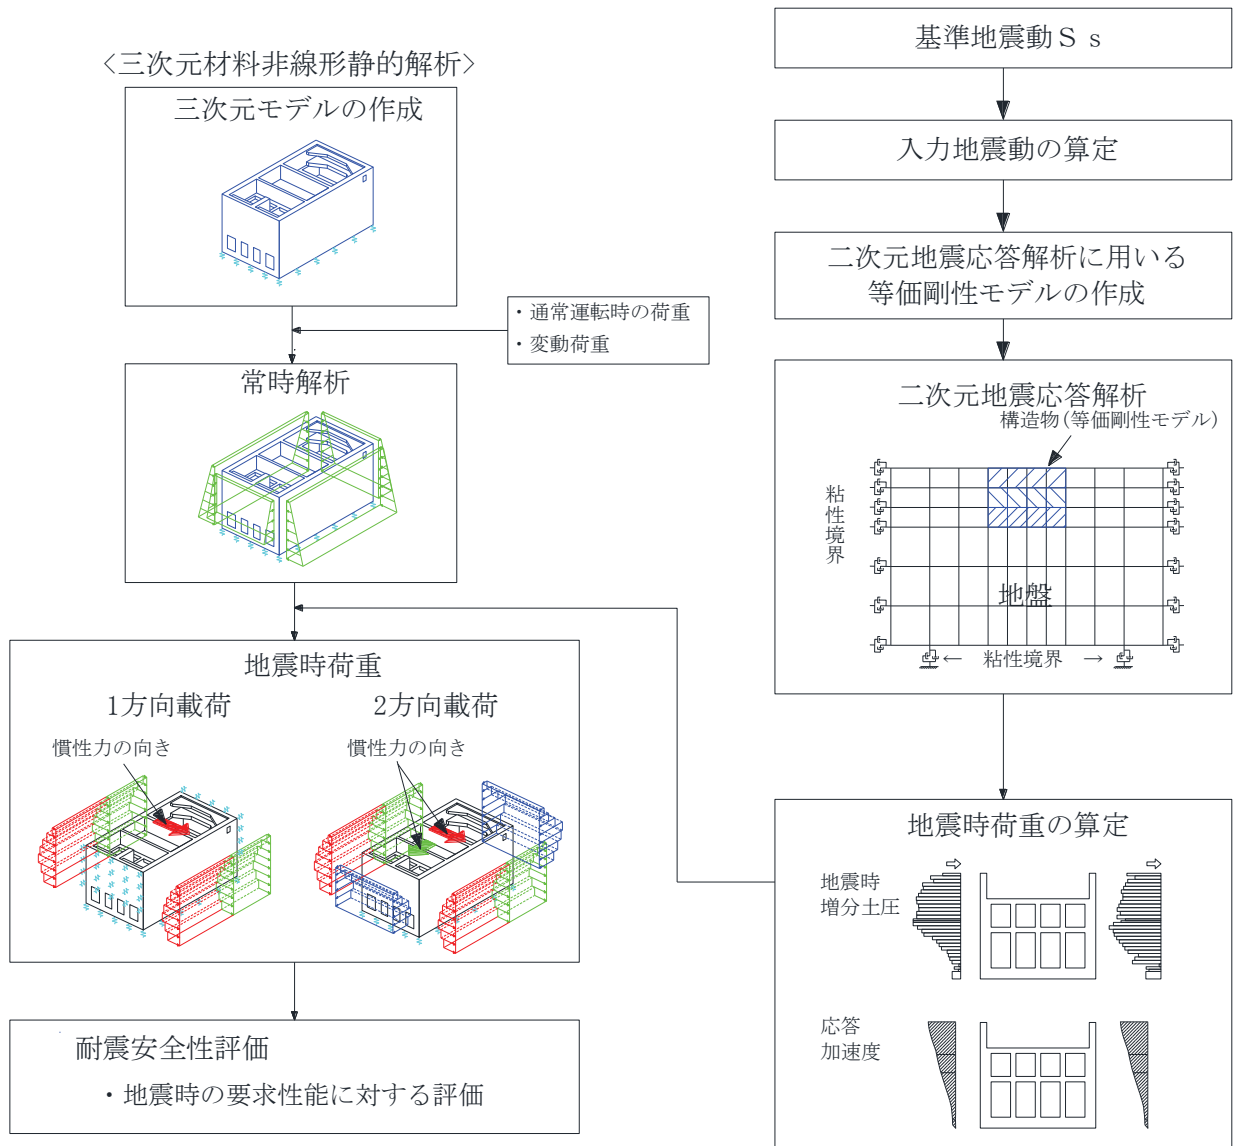 <三次元材料非線形静的解析>
三次元モデルの作成
・通常運転時の荷重
・変動荷重
常時解析
地震時荷重
1方向載荷
2方向載荷
慣性力の向き
慣性力の向き
耐震安全性評価
・地震時の要求性能に対する評価
基準地震動Ｓｓ
入力地震動の算定
二次元地震応答解析に用いる
等価剛性モデルの作成
二次元地震応答解析
構造物(等価剛性モデル)
粘性境界
地盤
← 粘性境界 →
地震時荷重の算定
地震時
増分土圧
応答
加速度